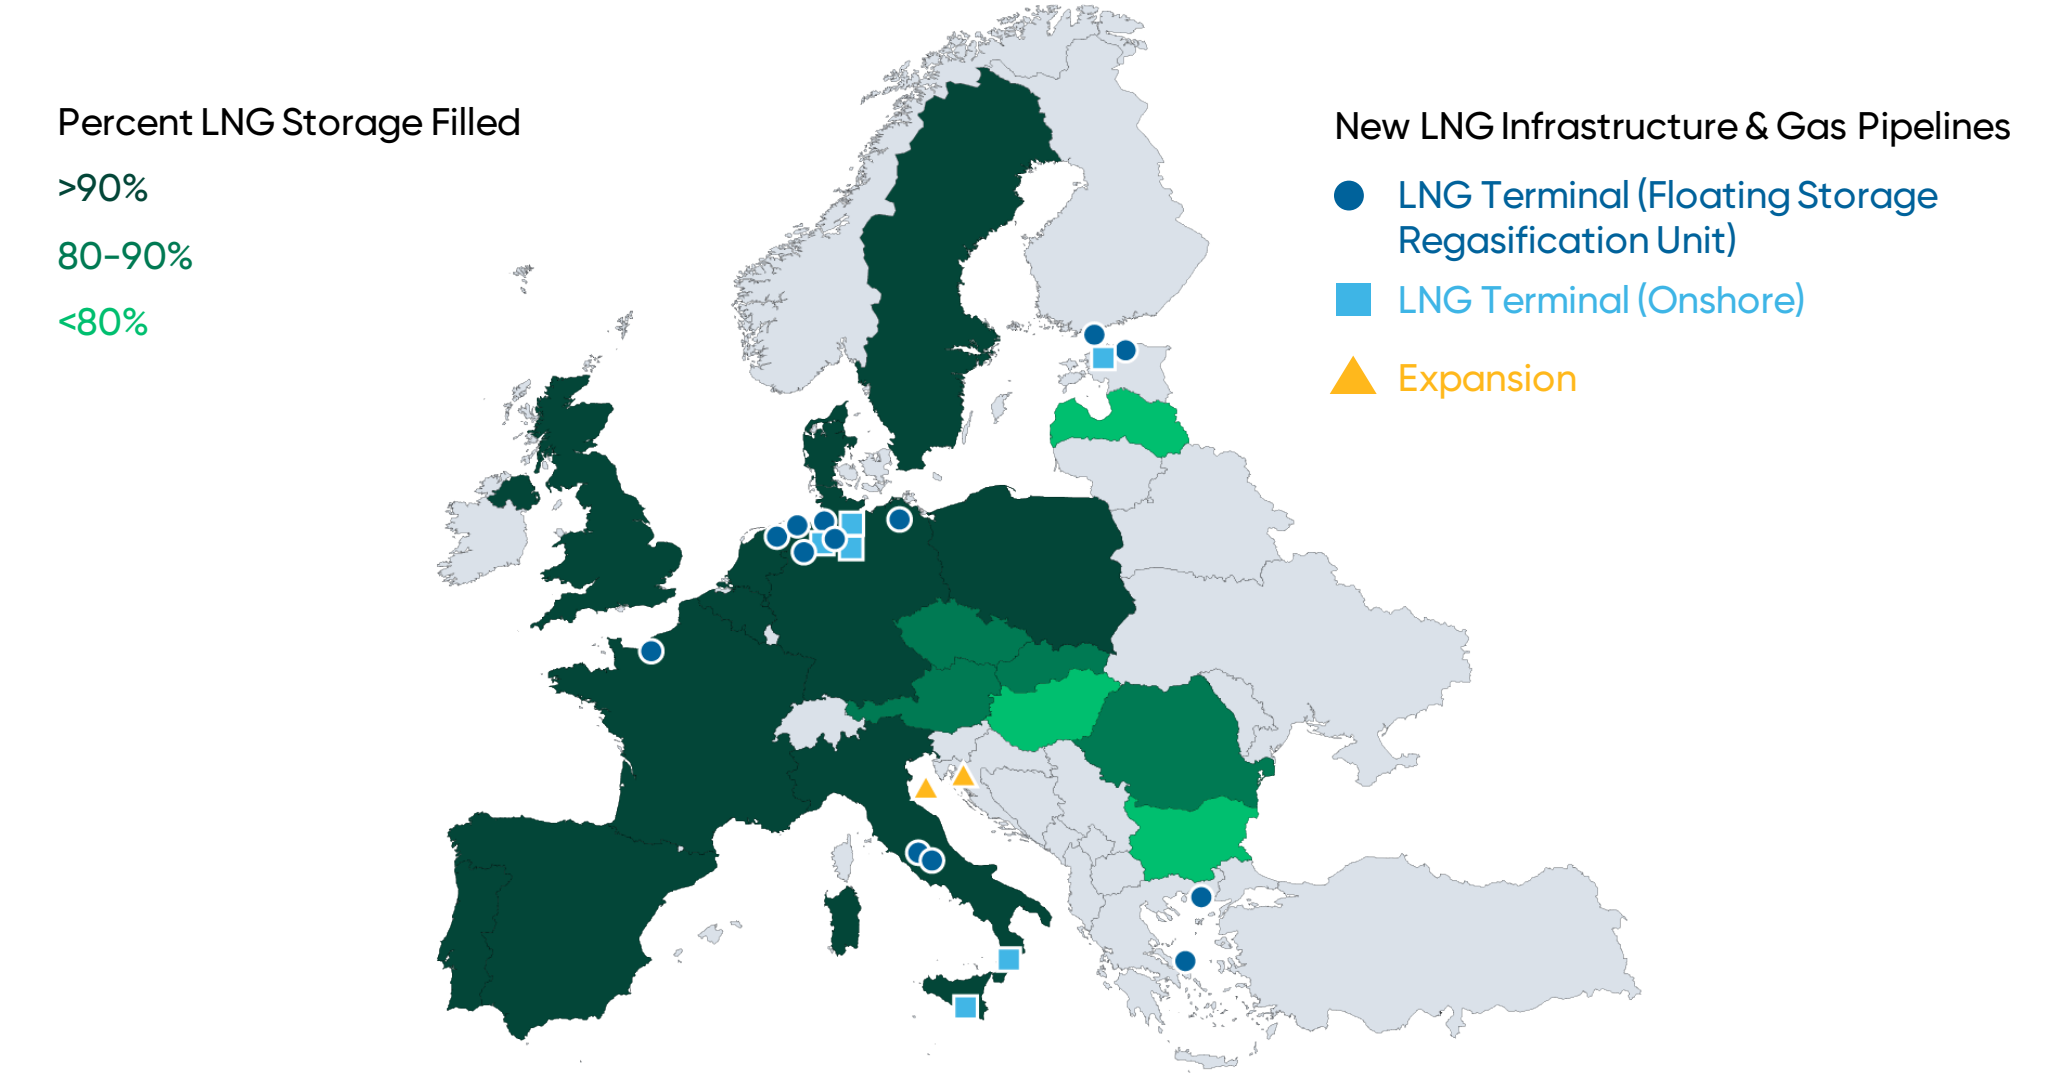 Percent LNG Storage Filled
>90%
80-90%
<80%
New LNG Infrastructure & Gas Pipelines
LNG Terminal (Floating Storage
Regasification Unit)
LNG Terminal (Onshore)
Expansion